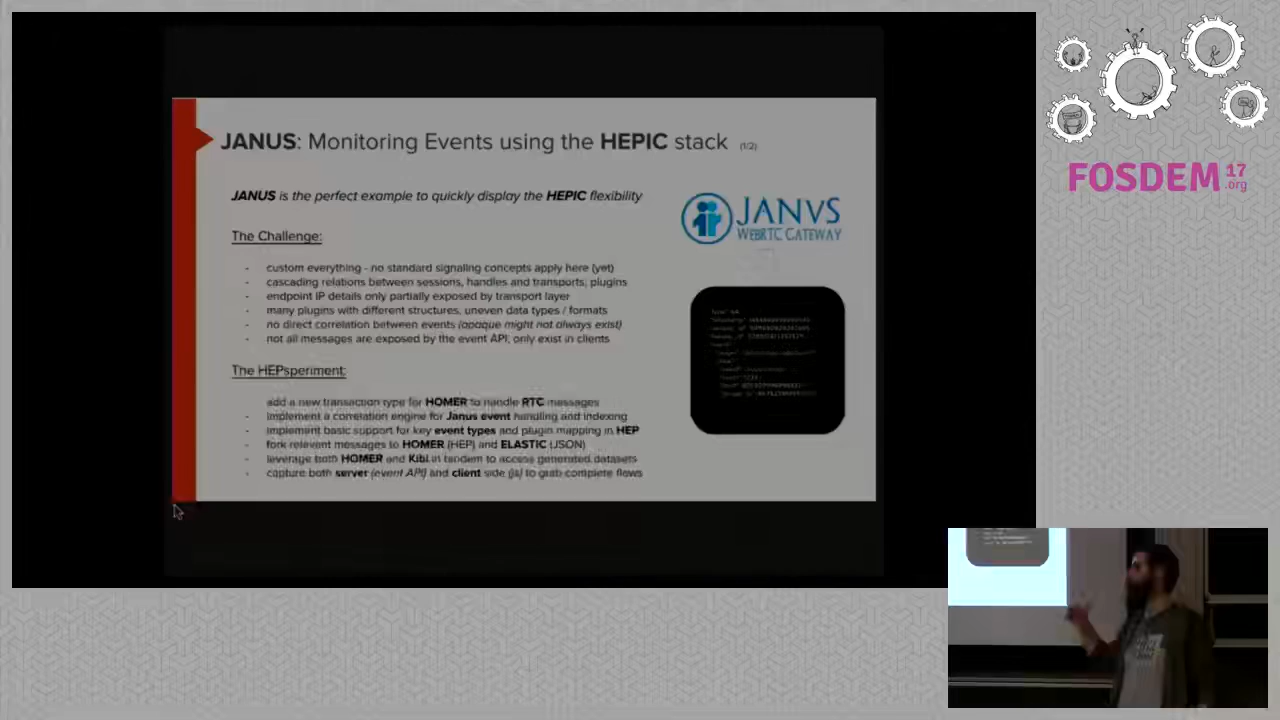 JANUS: Monitoring Events using the HEPIC stack (1/2)
JANUS is the perfect example to quickly display the HEPIC flexibility
The Challenge:
- custom everything - no standard signaling concepts apply here (yet)
- cascading relations between sessions, handles and transports, plugins
- endpoint IP details only partially exposed by transport layer
- many plugins with different structures, uneven data types / formats
- no direct correlation between events (opaque might not always exist)
- not all messages are exposed by the event API, only exist in clients
The HEPsperiment:
add a new transaction type for HOMER to handle RTC messages
- implement a correlation engine for Janus event handling and indexing
- implement basic support for key event types and plugin mapping in HEP
- fork relevant messages to HOMER (HEP) and ELASTIC (JSON)
- leverage both HOMER and Kibi in tandem to access generated datasets
- capture both server (event API) and client side (js) to grab complete flows
JANVS
WEBRTC GATEWAY
FOSDEM 17
.org